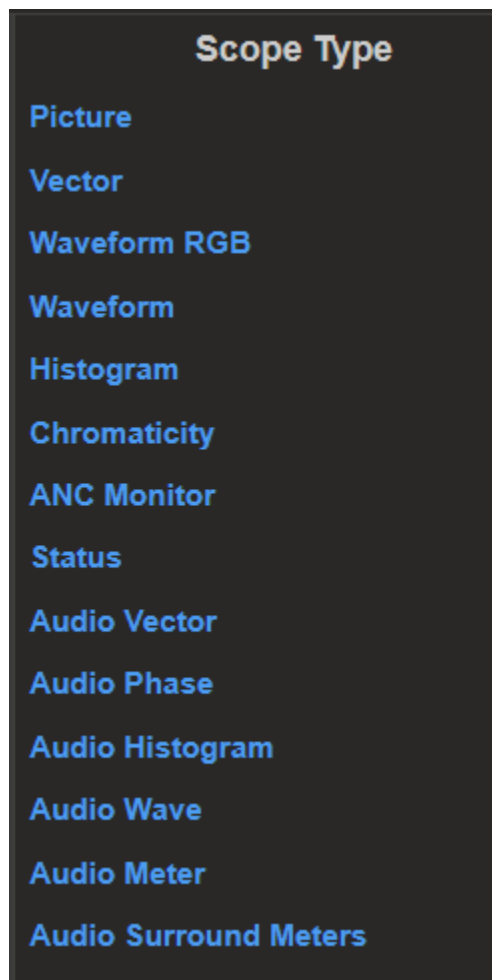 Scope Type
Picture
Vector
Waveform RGB
Waveform
Histogram
Chromaticity
ANC Monitor
Status
Audio Vector
Audio Phase
Audio Histogram
Audio Wave
Audio Meter
Audio Surround Meters